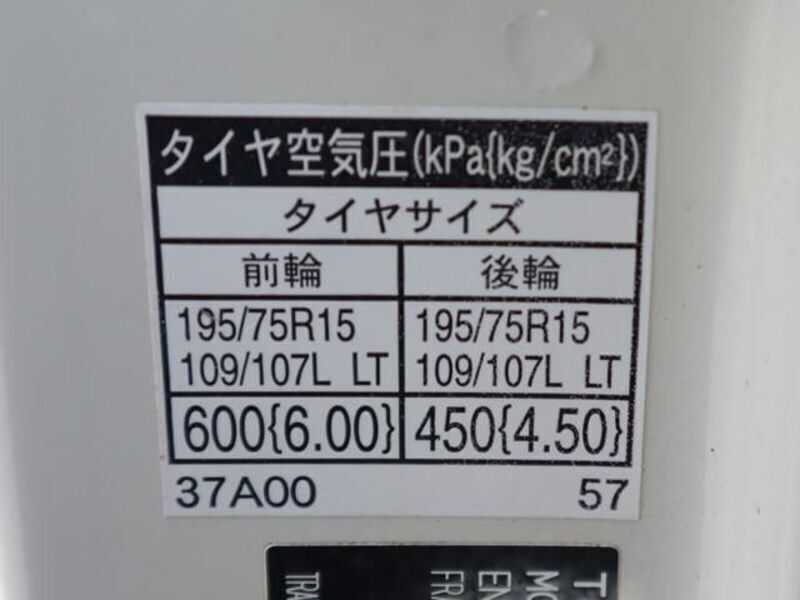 タイヤ空気圧(kPa{kg/cm²})
タイヤサイズ
前輪 後輪
195/75R15 195/75R15
109/107L LT 109/107L LT
600{6.00} 450{4.50}
37A00 57